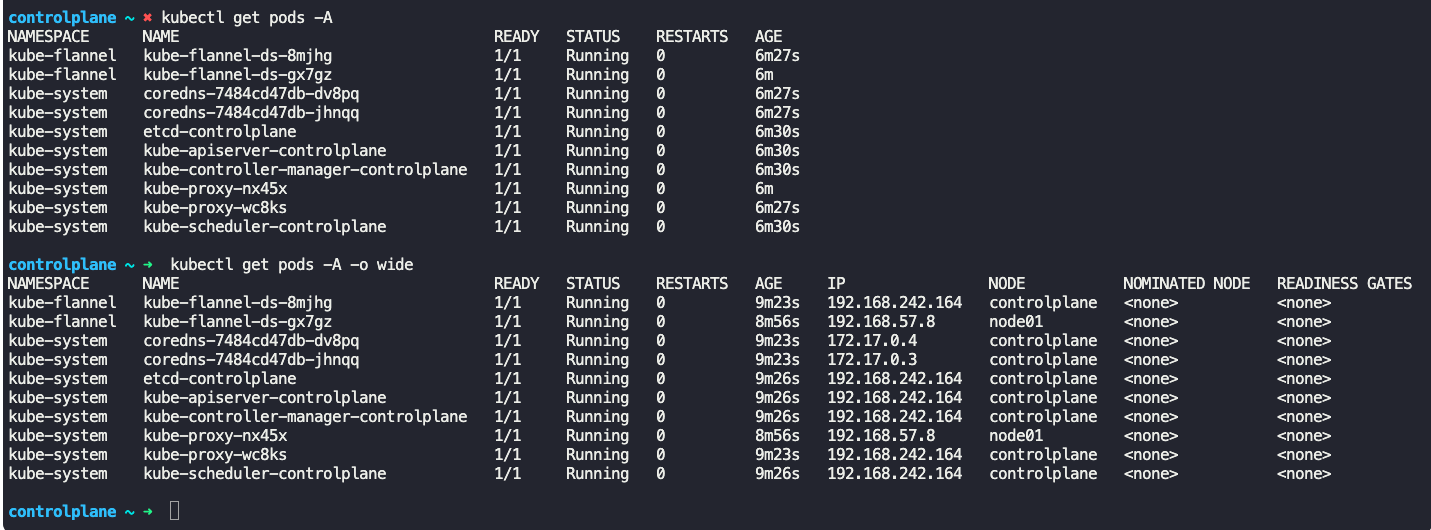 controlplane ~ ✖ kubectl get pods -A
NAMESPACE      NAME                                   READY   STATUS    RESTARTS   AGE
kube-flannel   kube-flannel-ds-8mjhg                  1/1     Running   0          6m27s
kube-flannel   kube-flannel-ds-gx7gz                  1/1     Running   0          6m
kube-system    coredns-7484cd47db-dv8pq               1/1     Running   0          6m27s
kube-system    coredns-7484cd47db-jhnqq               1/1     Running   0          6m27s
kube-system    etcd-controlplane                      1/1     Running   0          6m30s
kube-system    kube-apiserver-controlplane            1/1     Running   0          6m30s
kube-system    kube-controller-manager-controlplane   1/1     Running   0          6m30s
kube-system    kube-proxy-nx45x                       1/1     Running   0          6m
kube-system    kube-proxy-wc8ks                       1/1     Running   0          6m27s
kube-system    kube-scheduler-controlplane            1/1     Running   0          6m30s
controlplane ~ ➜  kubectl get pods -A -o wide
NAMESPACE      NAME                                   READY   STATUS    RESTARTS   AGE     IP                NODE           NOMINATED NODE   READINESS GATES
kube-flannel   kube-flannel-ds-8mjhg                  1/1     Running   0          9m23s   192.168.242.164   controlplane   <none>           <none>
kube-flannel   kube-flannel-ds-gx7gz                  1/1     Running   0          8m56s   192.168.57.8      node01         <none>           <none>
kube-system    coredns-7484cd47db-dv8pq               1/1     Running   0          9m23s   172.17.0.4        controlplane   <none>           <none>
kube-system    coredns-7484cd47db-jhnqq               1/1     Running   0          9m23s   172.17.0.3        controlplane   <none>           <none>
kube-system    etcd-controlplane                      1/1     Running   0          9m26s   192.168.242.164   controlplane   <none>           <none>
kube-system    kube-apiserver-controlplane            1/1     Running   0          9m26s   192.168.242.164   controlplane   <none>           <none>
kube-system    kube-controller-manager-controlplane   1/1     Running   0          9m26s   192.168.242.164   controlplane   <none>           <none>
kube-system    kube-proxy-nx45x                       1/1     Running   0          8m56s   192.168.57.8      node01         <none>           <none>
kube-system    kube-proxy-wc8ks                       1/1     Running   0          9m23s   192.168.242.164   controlplane   <none>           <none>
kube-system    kube-scheduler-controlplane            1/1     Running   0          9m26s   192.168.242.164   controlplane   <none>           <none>
controlplane ~ ➜